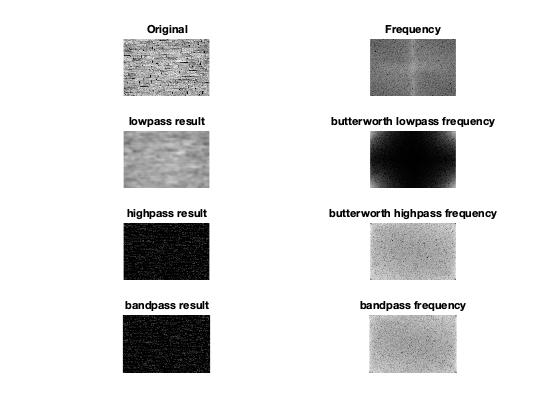 Original
Frequency
lowpass result
butterworth lowpass frequency
highpass result
butterworth highpass frequency
bandpass result
bandpass frequency